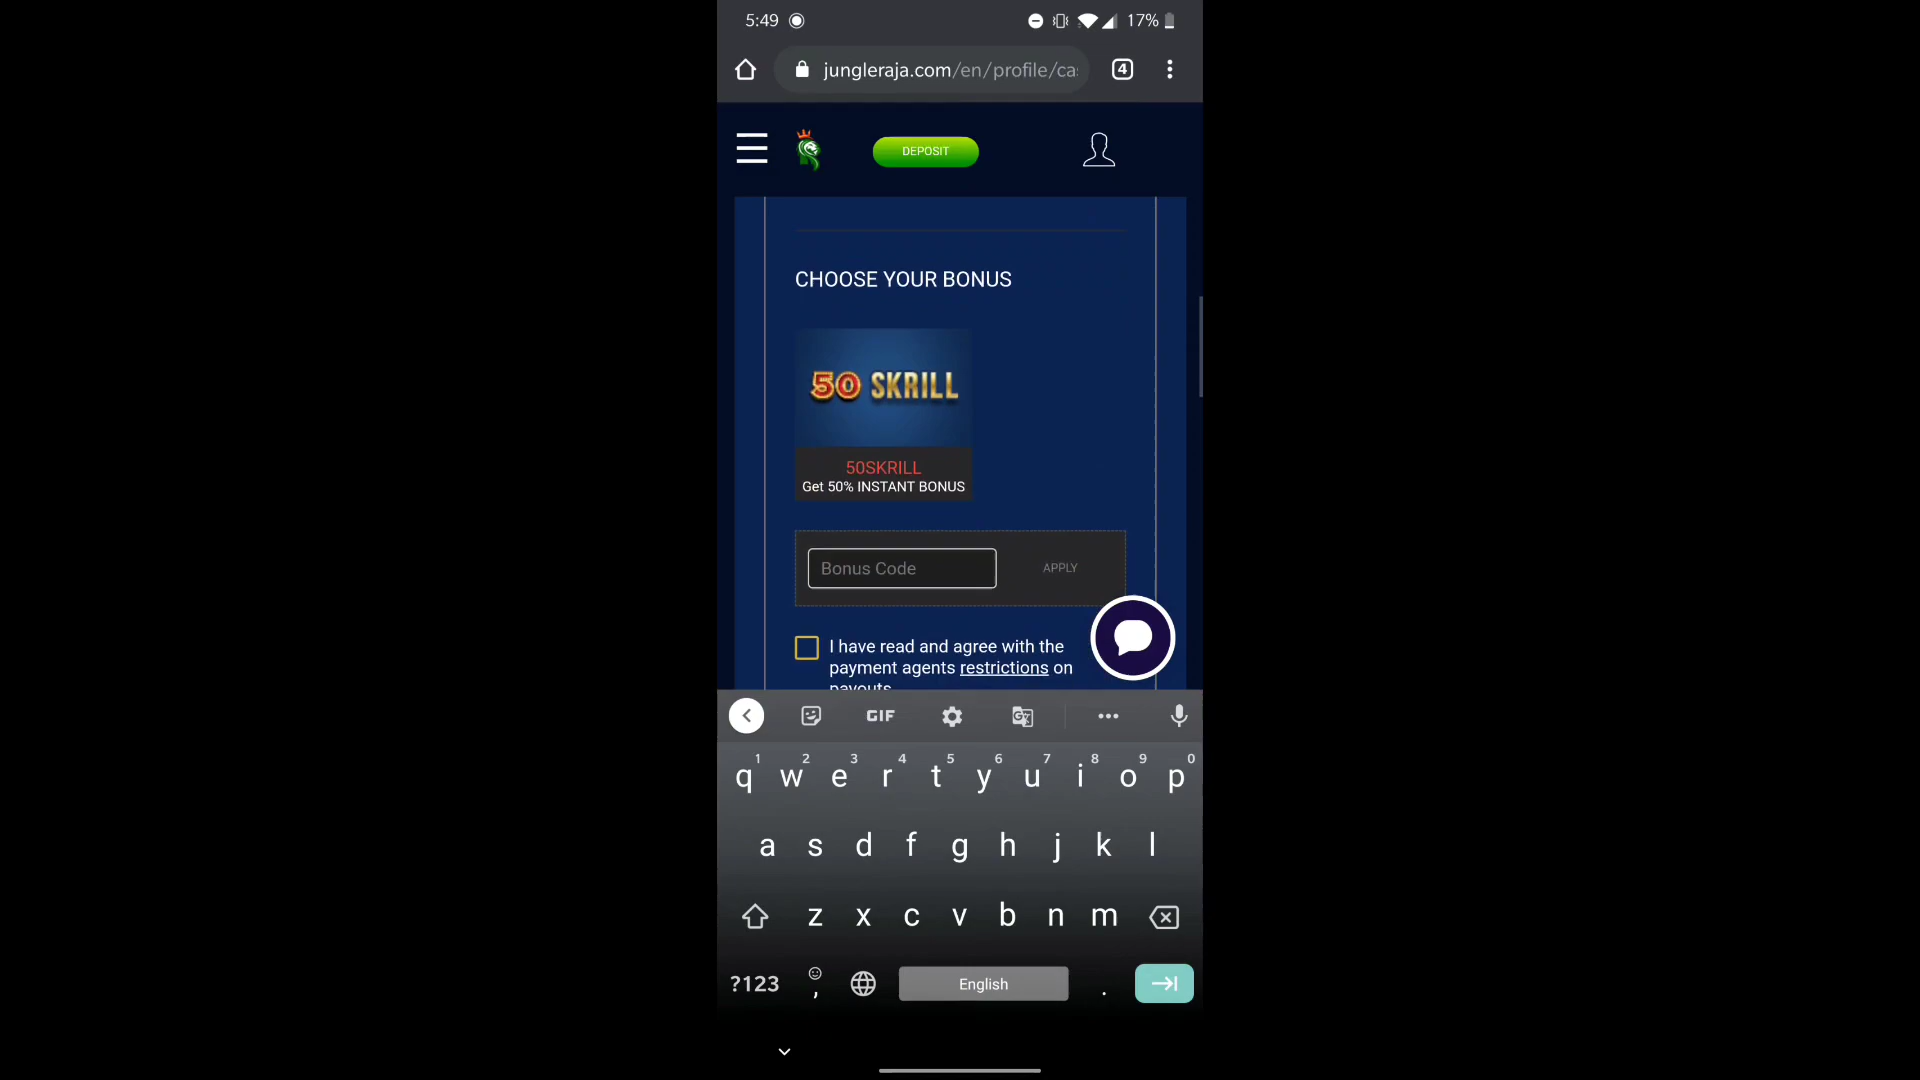 5:49 17%
jungleraja.com/en/profile/ca 4
DEPOSIT
CHOOSE YOUR BONUS
50 SKRILL
50SKRILL
Get 50% INSTANT BONUS
Bonus Code APPLY
I have read and agree with the
payment agents restrictions on
payouts
GIF G
1 2 3 4 5 6 7 8 9 0
q w e r t y u i o p
a s d f g h j k l
z x c v b n m
?123 , English .